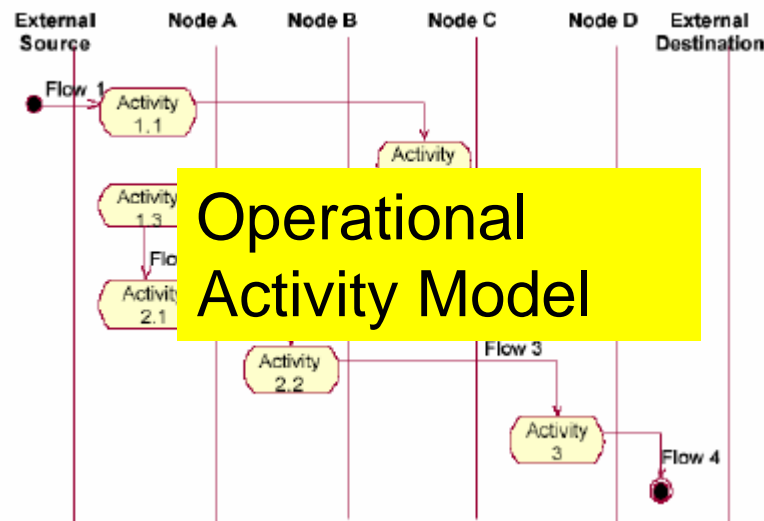 External Source
Node A
Node B
Node C
Node D
External Destination
Flow 1
Activity
1.1
Activity
Activity
1.3
Operational
Activity Model
Activity
2.1
Flow 3
Activity
2.2
Activity
3
Flow 4